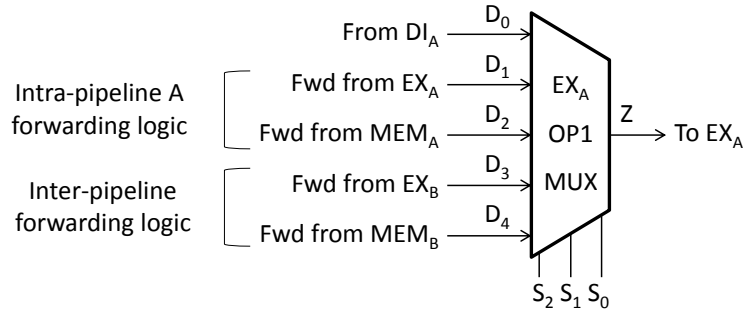 From DI_A D_0
Intra-pipeline A
forwarding logic
Fwd from EX_A D_1
Fwd from MEM_A D_2
Inter-pipeline
forwarding logic
Fwd from EX_B D_3
Fwd from MEM_B D_4
EX_A
OP1
MUX
Z
To EX_A
S_2 S_1 S_0